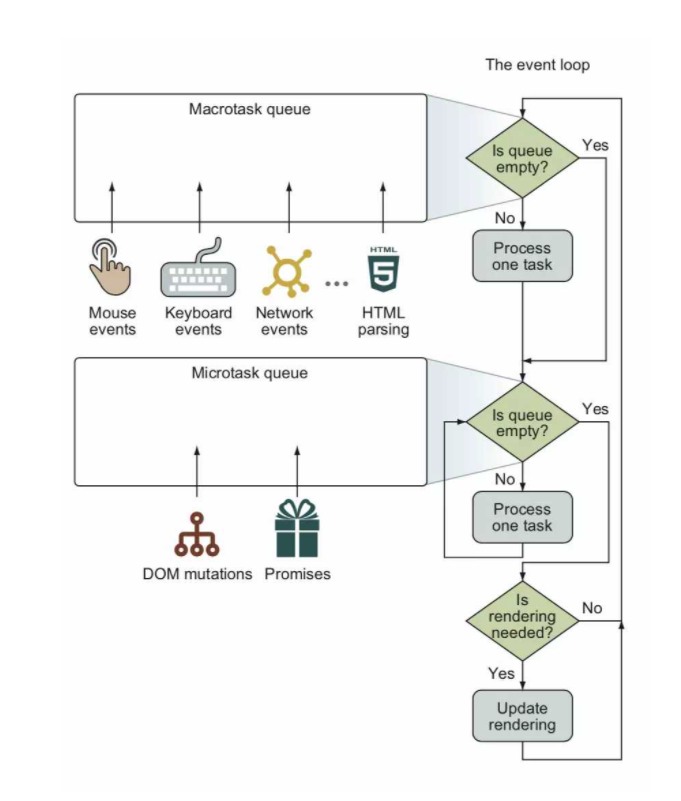 The event loop
Macrotask queue
Is queue
empty?
Yes
No
Process
one task
HTML
5
...
Mouse
events
Keyboard
events
Network
events
HTML
parsing
Microtask queue
Is queue
empty?
Yes
No
Process
one task
DOM mutations
Promises
Is
rendering
needed?
No
Yes
Update
rendering